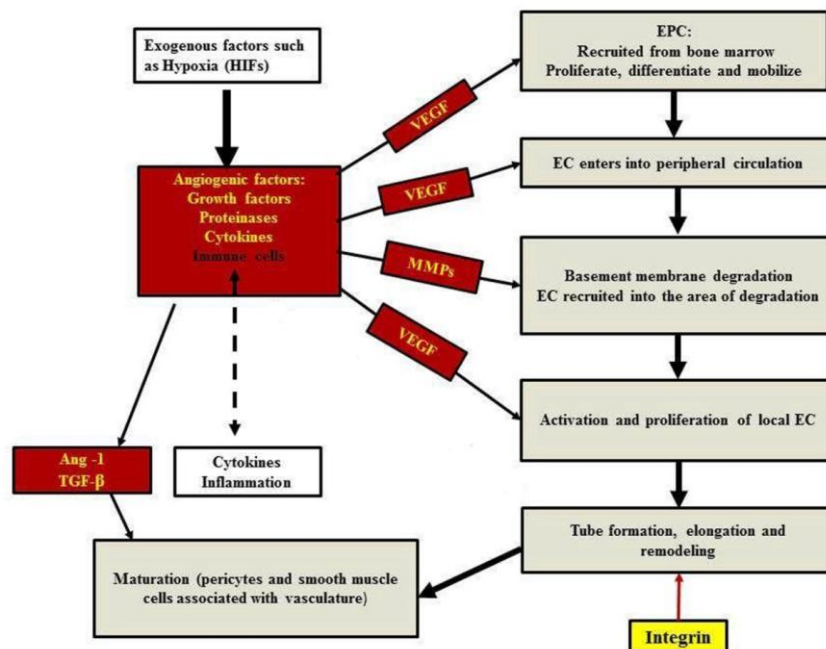 Exogenous factors such
as Hypoxia (HIFs)
EPC:
Recruited from bone marrow
Proliferate, differentiate and mobilize
VEGF
EC enters into peripheral circulation
VEGF
Angiogenic factors:
Growth factors
Proteinases
Cytokines
Immune cells
MMPs
Basement membrane degradation
EC recruited into the area of degradation
VEGF
Activation and proliferation of local EC
Ang -1
TGF-β
Cytokines
Inflammation
Tube formation, elongation and
remodeling
Maturation (pericytes and smooth muscle
cells associated with vasculature)
Integrin